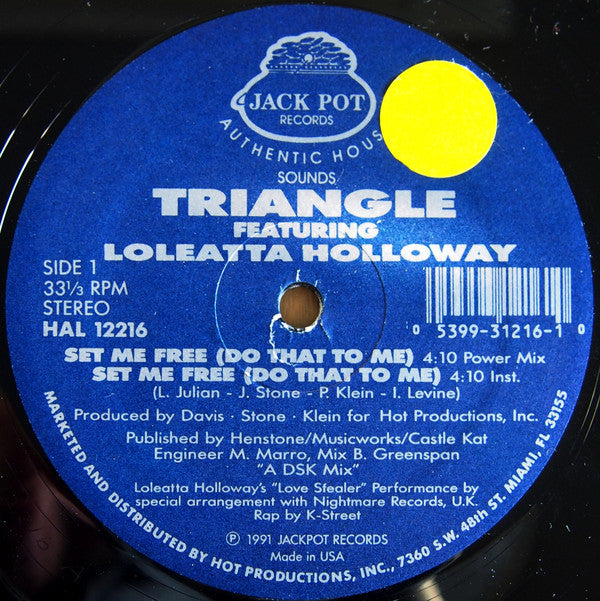 JACK POT
RECORDS
AUTHENTIC HOUSE
SOUNDS
TRIANGLE
FEATURING
LOLEATTA HOLLOWAY
SIDE 1
33⅓ RPM
STEREO
HAL 12216
0 5399-31216-1 0
SET ME FREE (DO THAT TO ME) 4:10 Power Mix
SET ME FREE (DO THAT TO ME) 4:10 Inst.
(L. Julian - J. Stone - P. Klein - I. Levine)
Produced by Davis · Stone · Klein for Hot Productions, Inc.
Published by Henstone/Musicworks/Castle Kat
Engineer M. Marro, Mix B. Greenspan
"A DSK Mix"
Loleatta Holloway's "Love Stealer" Performance by
special arrangement with Nightmare Records, U.K.
Rap by K-Street
℗ 1991 JACKPOT RECORDS
Made in USA
MARKETED AND DISTRIBUTED BY HOT PRODUCTIONS, INC., 7360 S.W. 48th ST. MIAMI, FL 33155